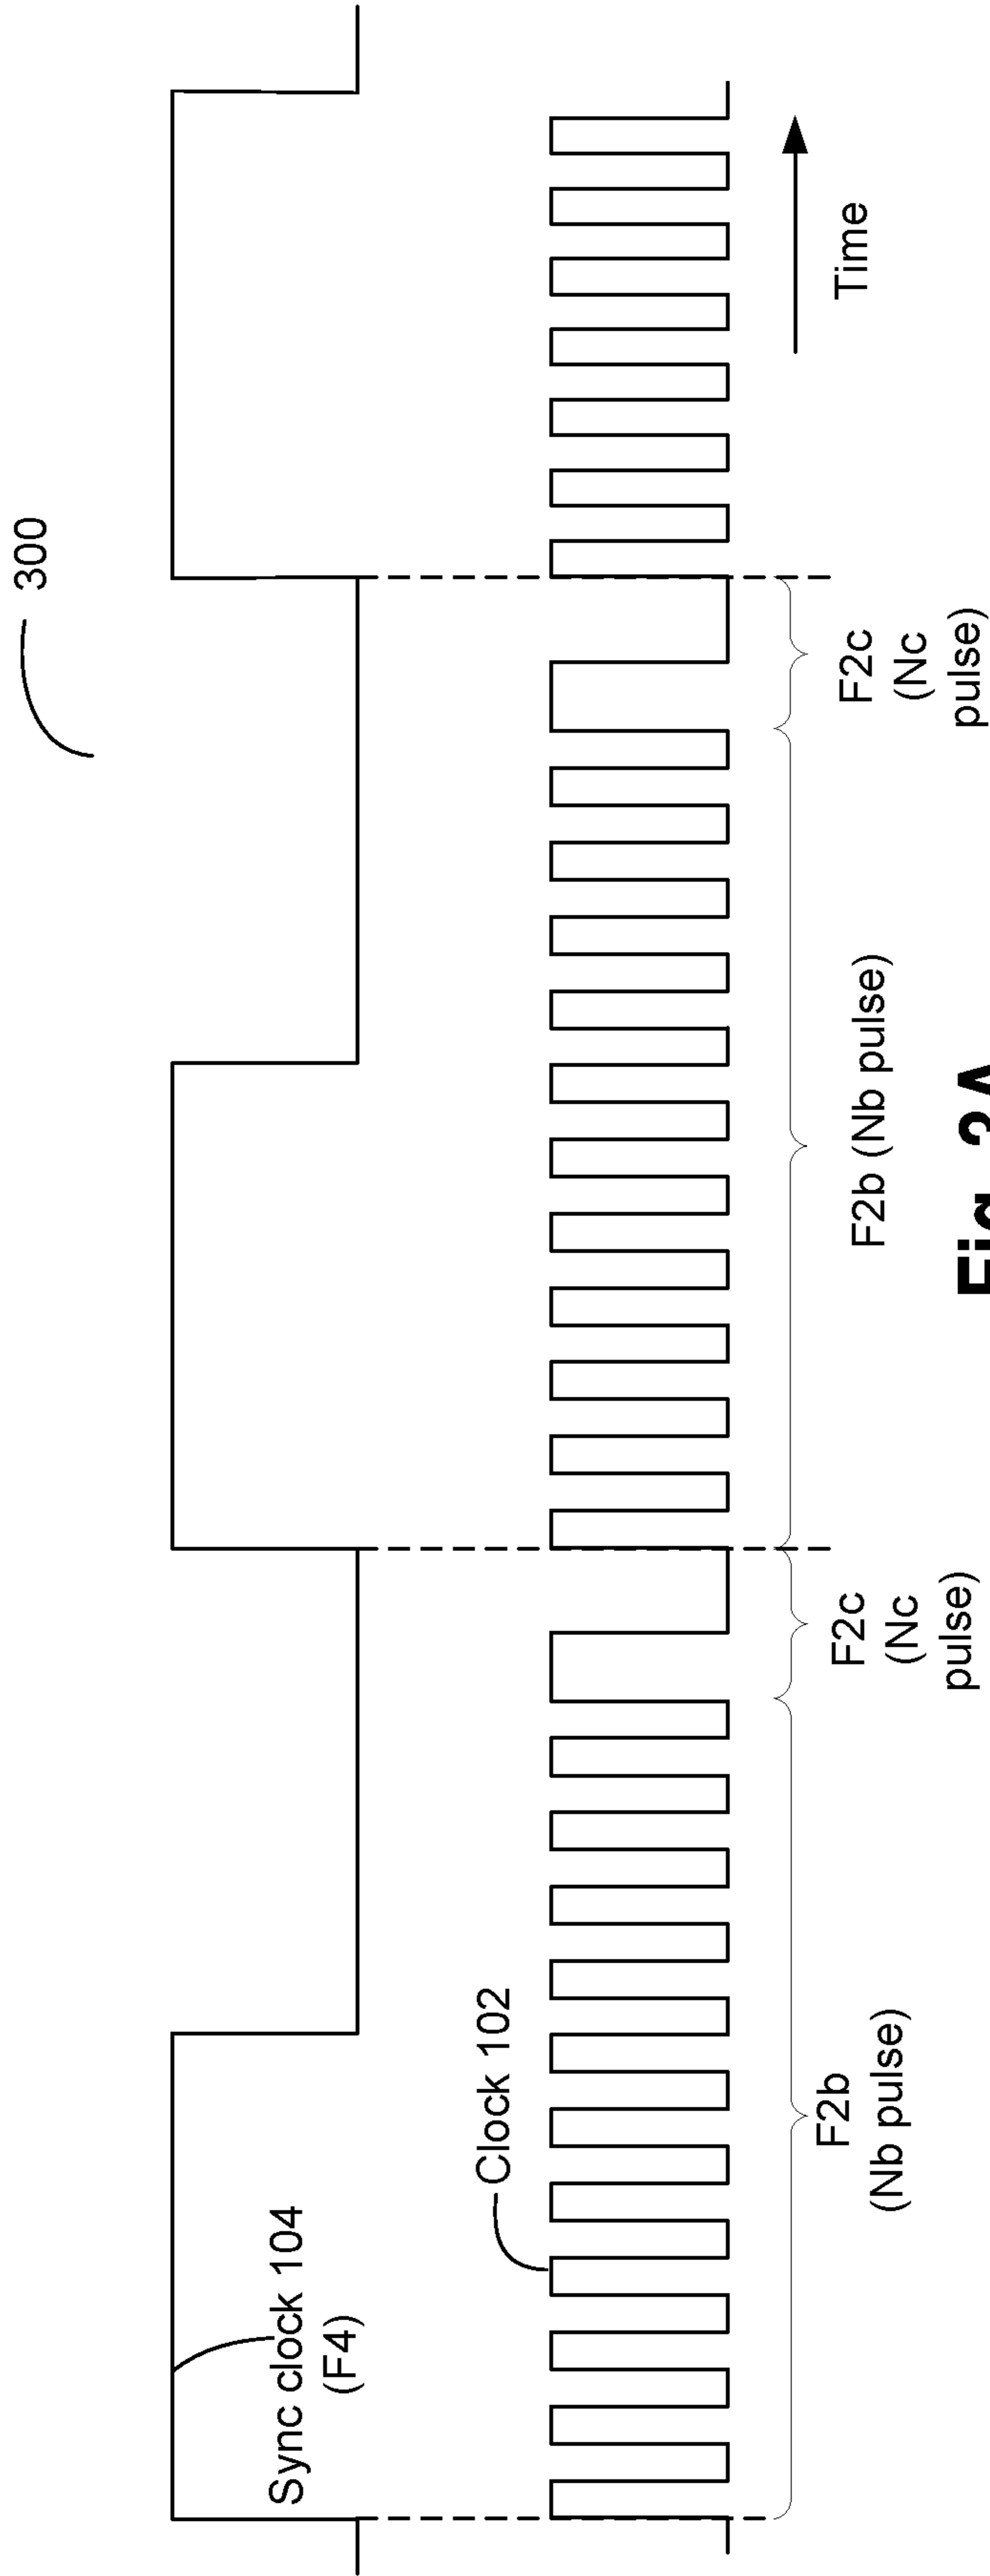 300
Sync clock 104
(F4)
Clock 102
F2b
(Nb pulse)
F2c
(Nc
pulse)
F2b (Nb pulse)
F2c
(Nc
pulse)
Time